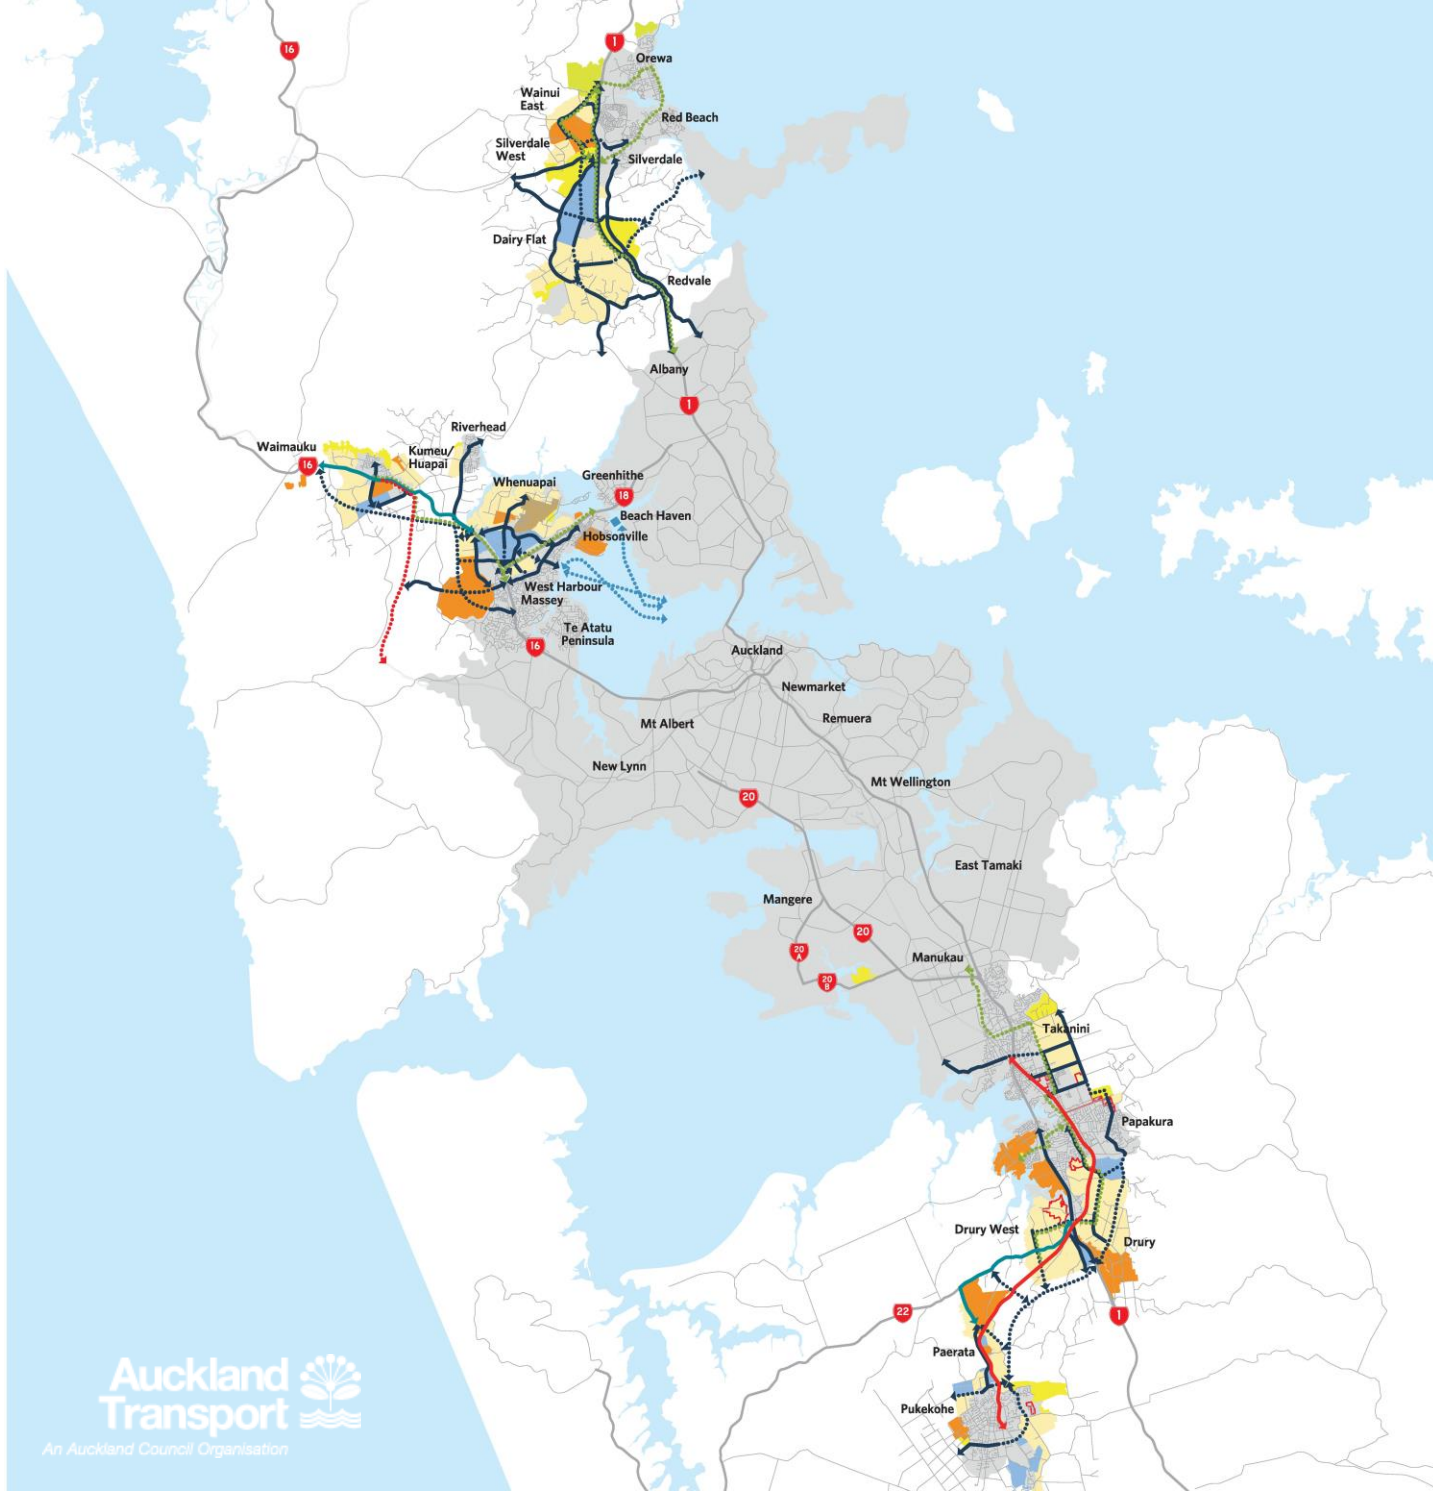 16
1
Orewa
Wainui
East
Red Beach
Silverdale
West
Silverdale
Dairy Flat
Redvale
Albany
1
Riverhead
Waimauku
Kumeu/
Huapai
16
Whenuapai
Greenhithe
18
Beach Haven
Hobsonville
West Harbour
Massey
Te Atatu
Peninsula
16
Auckland
Newmarket
Remuera
Mt Albert
New Lynn
Mt Wellington
20
East Tamaki
Mangere
20
20
A
Manukau
20
B
Takanini
Papakura
Drury West
Drury
22
1
Paerata
Pukekohe
Auckland
Transport
An Auckland Council Organisation